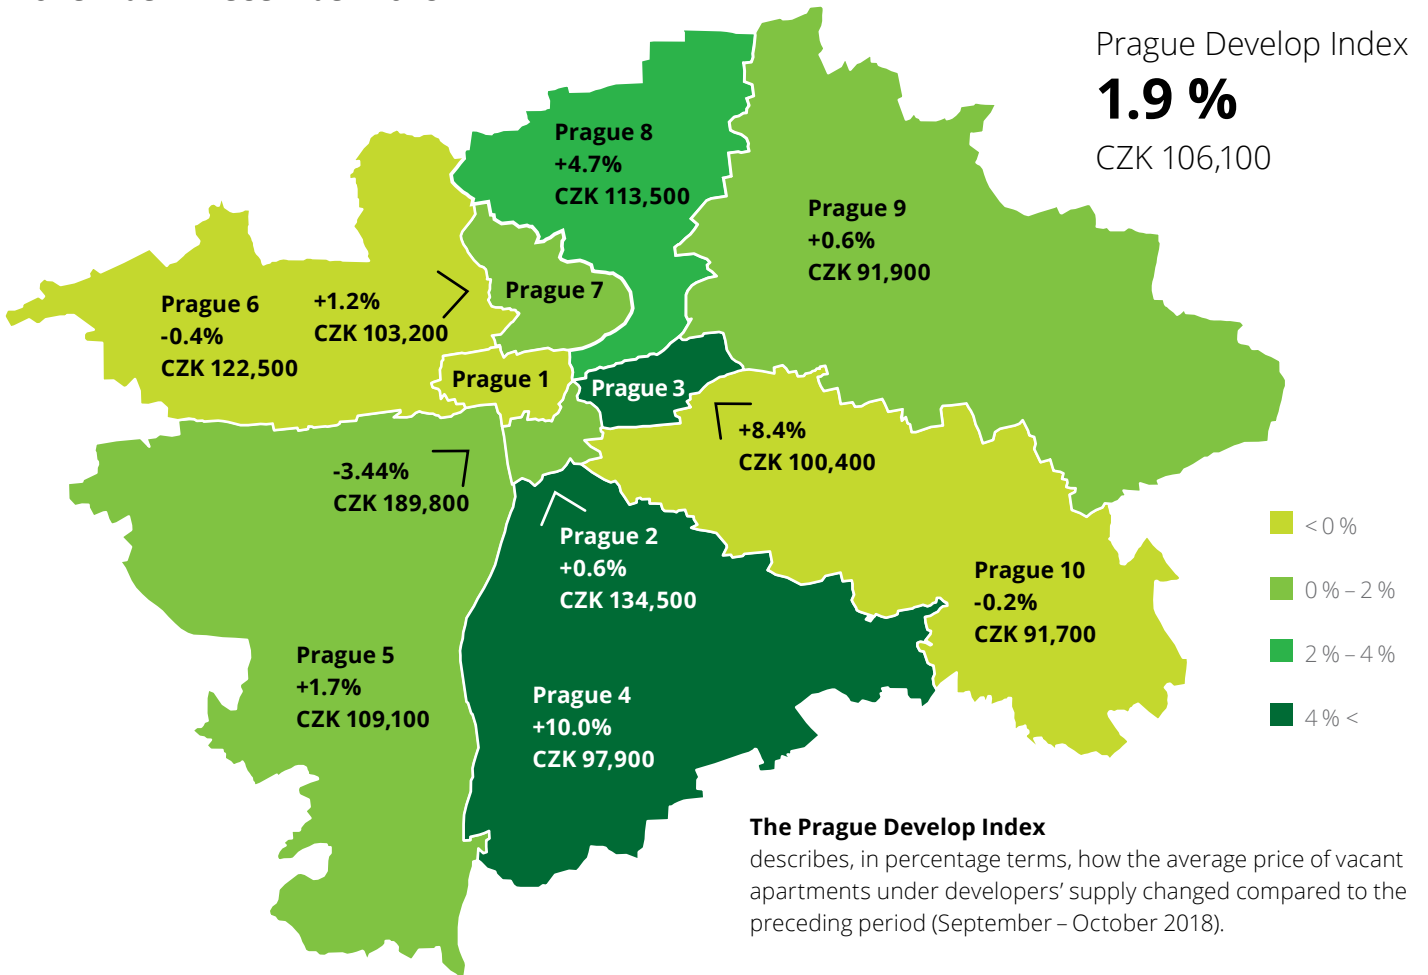 Prague Develop Index
1.9 %
CZK 106,100
Prague 8
+4.7%
CZK 113,500
Prague 9
+0.6%
CZK 91,900
Prague 7
+1.2%
CZK 103,200
Prague 6
-0.4%
CZK 122,500
Prague 1
Prague 3
+8.4%
CZK 100,400
-3.44%
CZK 189,800
Prague 2
+0.6%
CZK 134,500
Prague 10
-0.2%
CZK 91,700
Prague 5
+1.7%
CZK 109,100
Prague 4
+10.0%
CZK 97,900
< 0 %
0 % – 2 %
2 % – 4 %
4 % <
The Prague Develop Index
describes, in percentage terms, how the average price of vacant
apartments under developers’ supply changed compared to the
preceding period (September – October 2018).